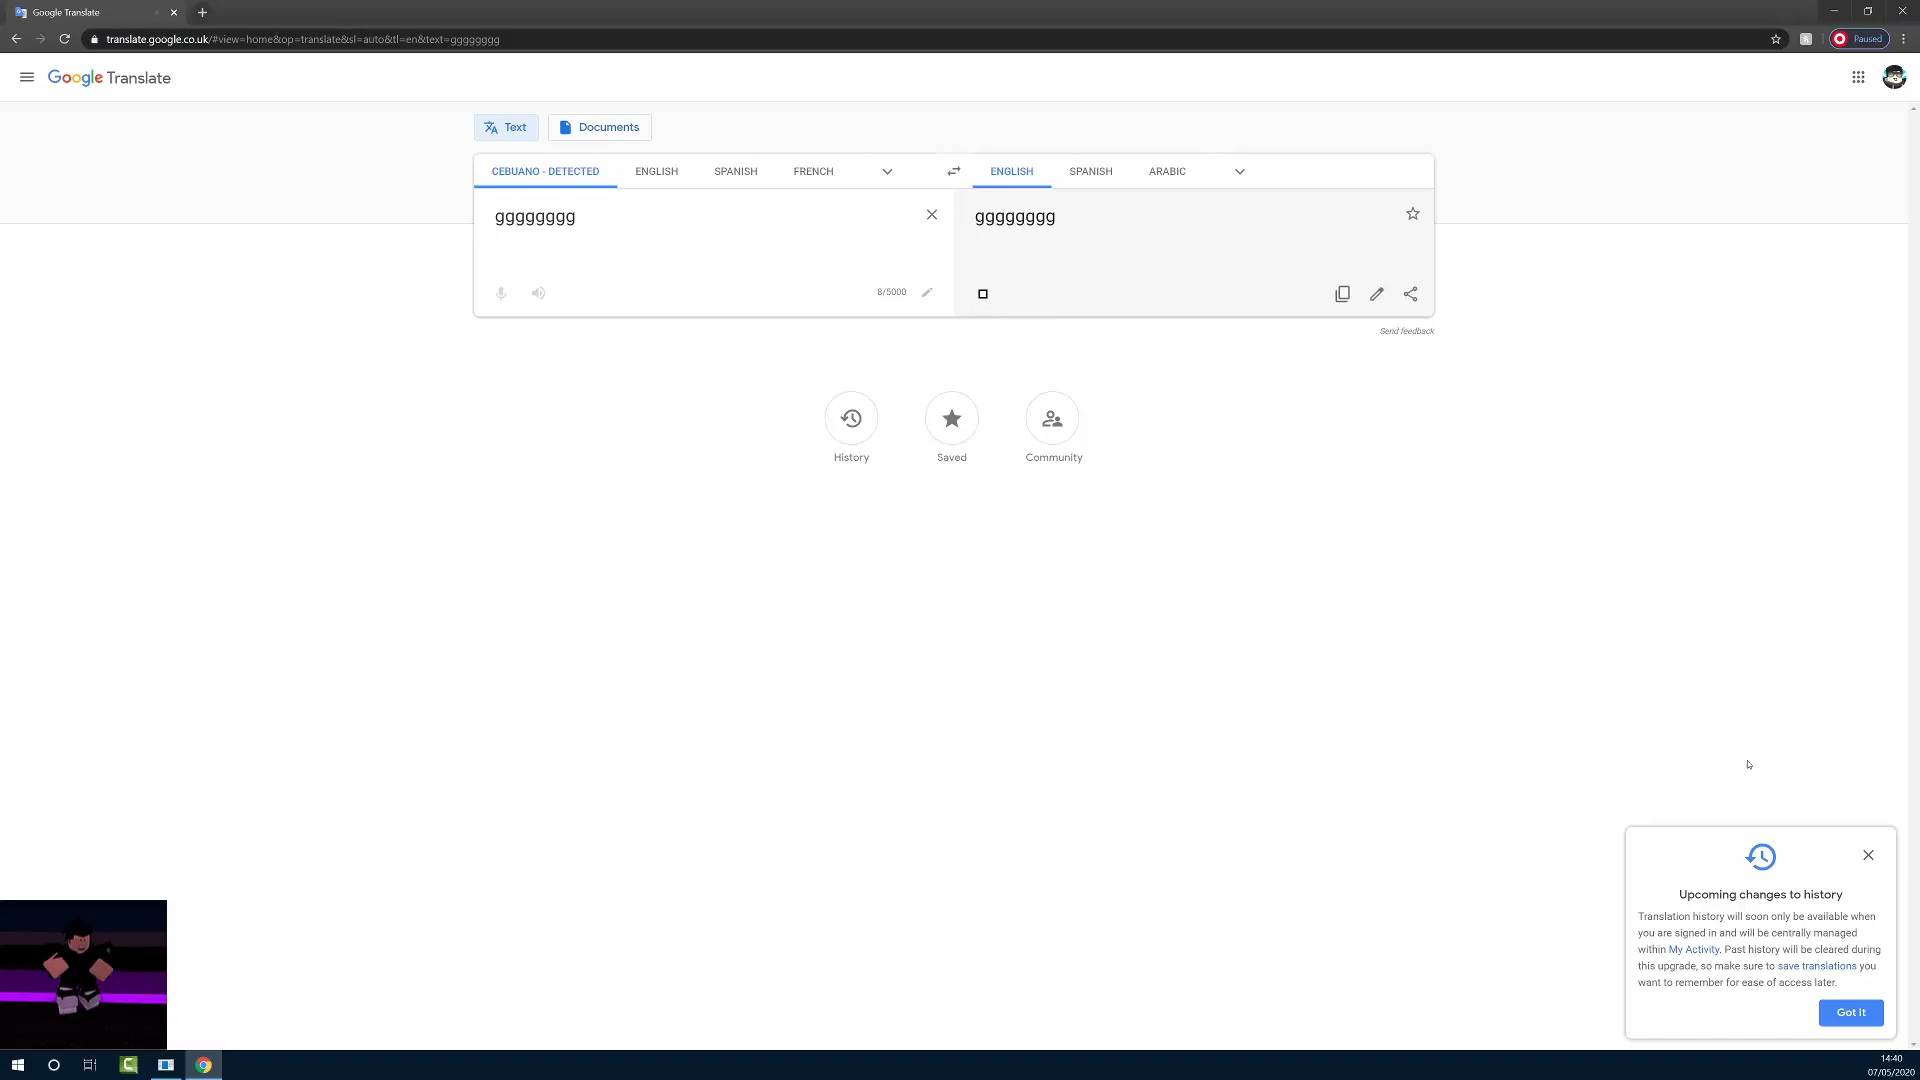 Google Translate
translate.google.co.uk/#view=home&op=translate&sl=auto&tl=en&text=gggggggg
Paused
Google Translate
Text
Documents
CEBUANO - DETECTED
ENGLISH
SPANISH
FRENCH
ENGLISH
SPANISH
ARABIC
gggggggg
gggggggg
8/5000
Send feedback
History
Saved
Community
Upcoming changes to history
Translation history will soon only be available when
you are signed in and will be centrally managed
within My Activity. Past history will be cleared during
this upgrade, so make sure to save translations you
want to remember for ease of access later.
Got it
14:40
07/05/2020